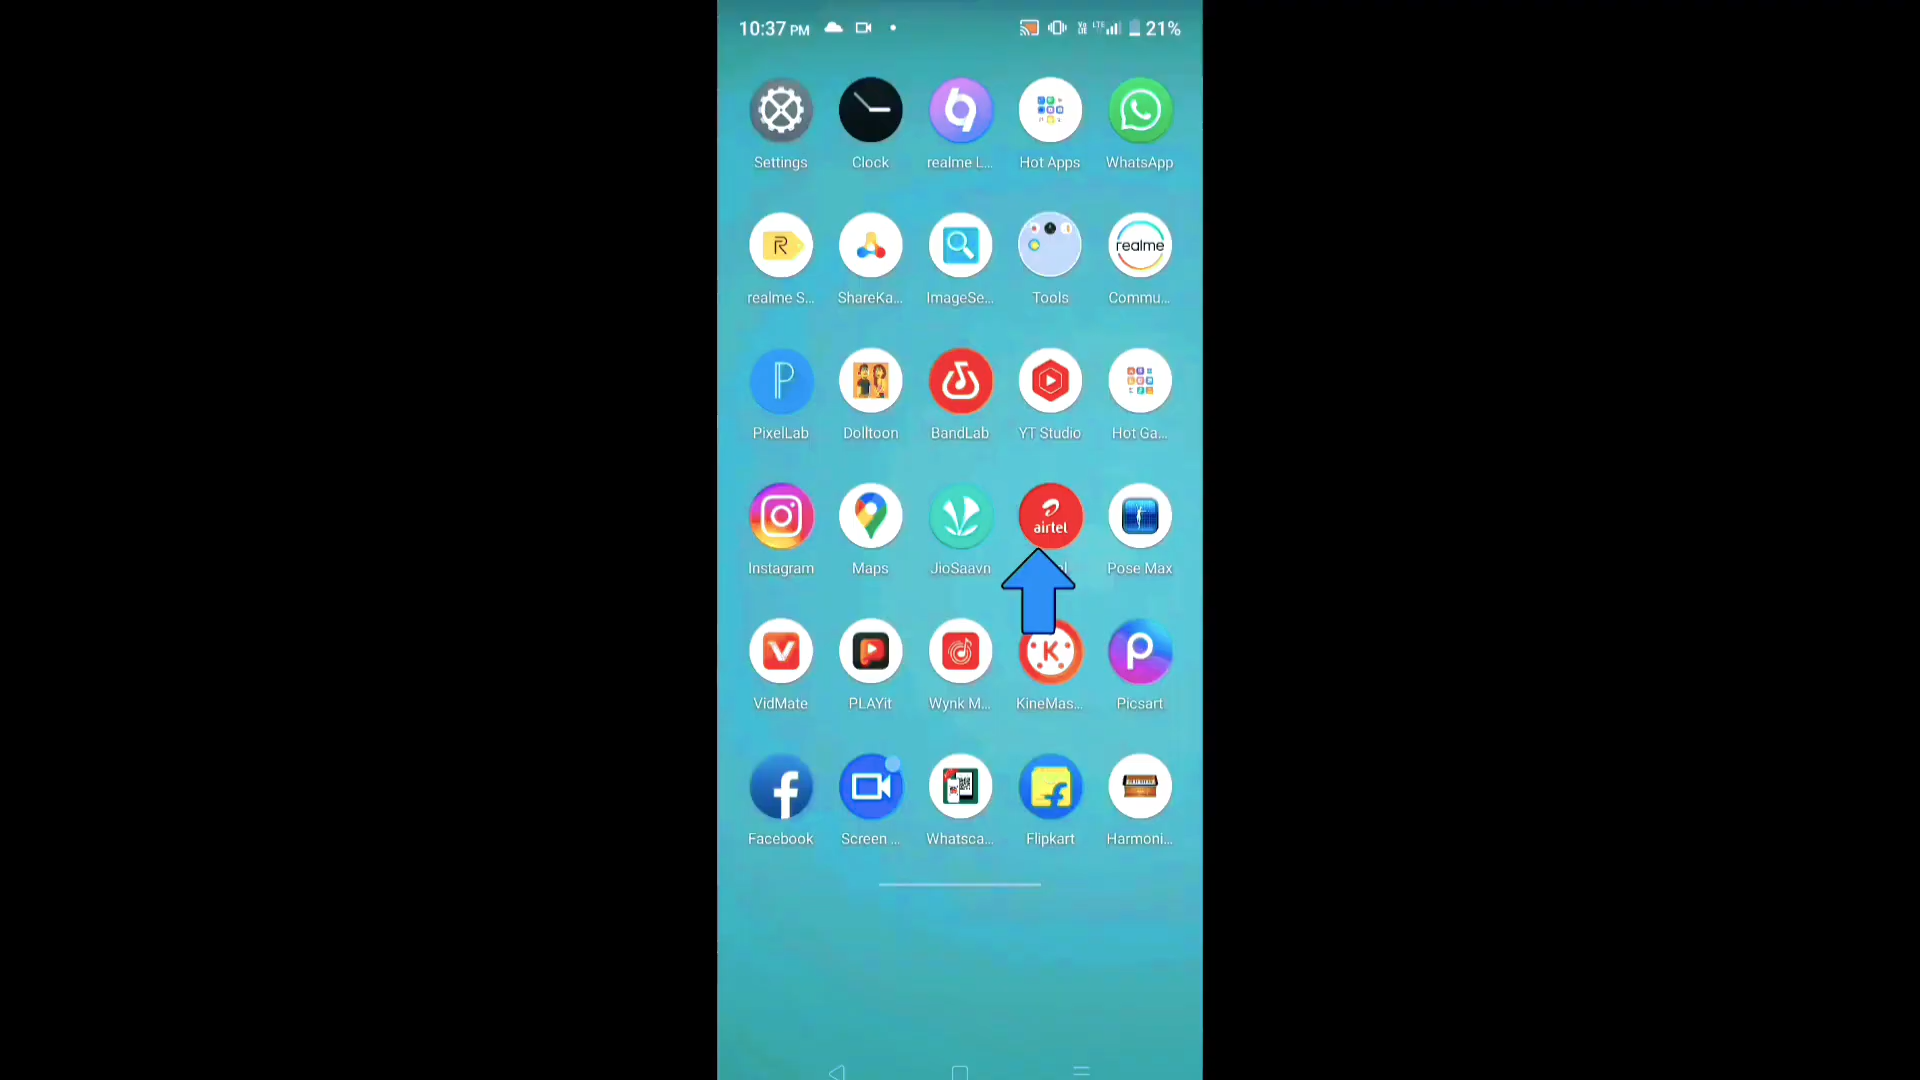 10:37 PM 21%
Settings Clock realme L... Hot Apps WhatsApp
realme
realme S... ShareKa... ImageSe... Tools Commu...
PixelLab Dolltoon BandLab YT Studio Hot Ga...
airtel
Instagram Maps JioSaavn Pose Max
VidMate PLAYit Wynk M... KineMas... Picsart
Facebook Screen ... Whatsca... Flipkart Harmoni...